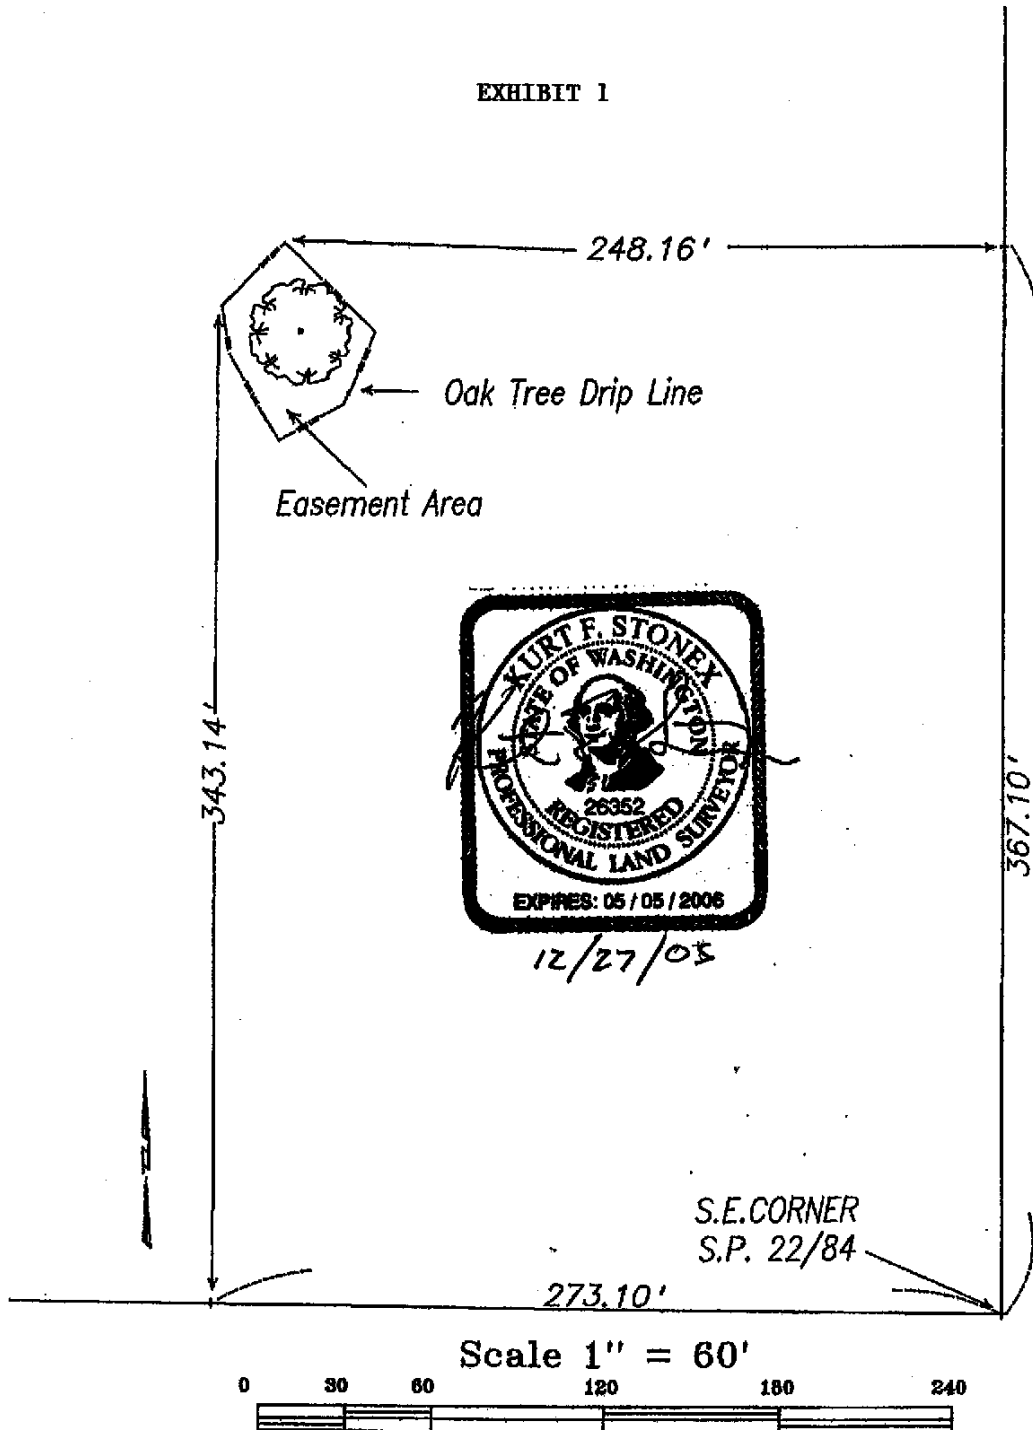 EXHIBIT 1
248.16'
Oak Tree Drip Line
Easement Area
343.14'
367.10'
KURT F. STONEX
STATE OF WASHINGTON
26352
REGISTERED
PROFESSIONAL LAND SURVEYOR
EXPIRES: 05/05/2006
12/27/05
S.E.CORNER
S.P. 22/84
273.10'
Scale 1" = 60'
0 30 60 120 180 240